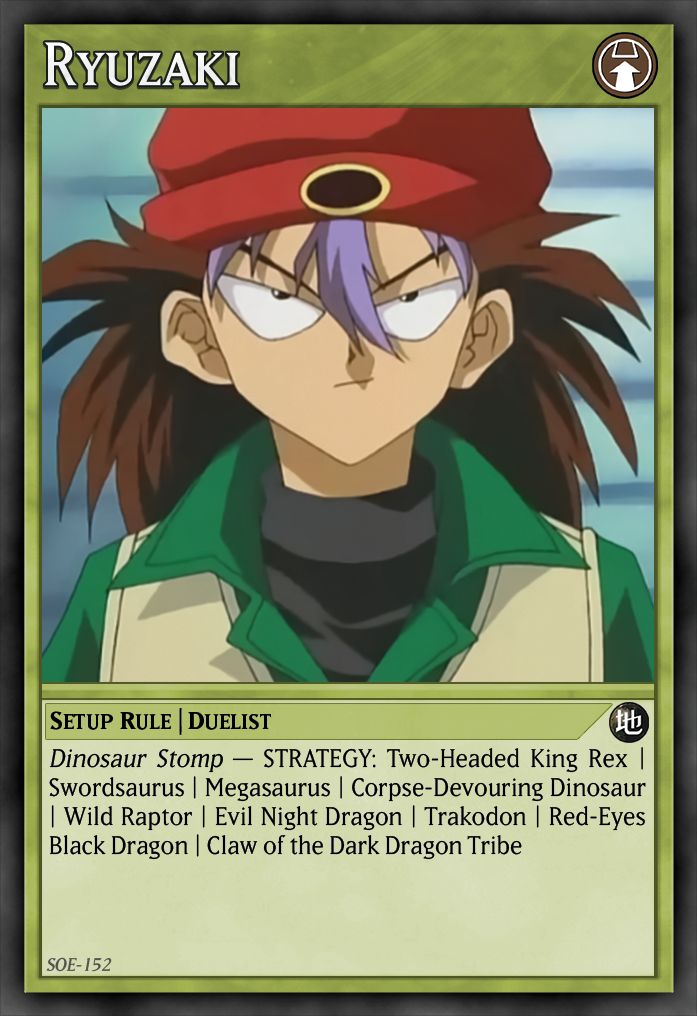 Ryuzaki
Setup Rule | Duelist
地
Dinosaur Stomp — STRATEGY: Two-Headed King Rex |
Swordsaurus | Megasaurus | Corpse-Devouring Dinosaur
| Wild Raptor | Evil Night Dragon | Trakodon | Red-Eyes
Black Dragon | Claw of the Dark Dragon Tribe
SOE-152